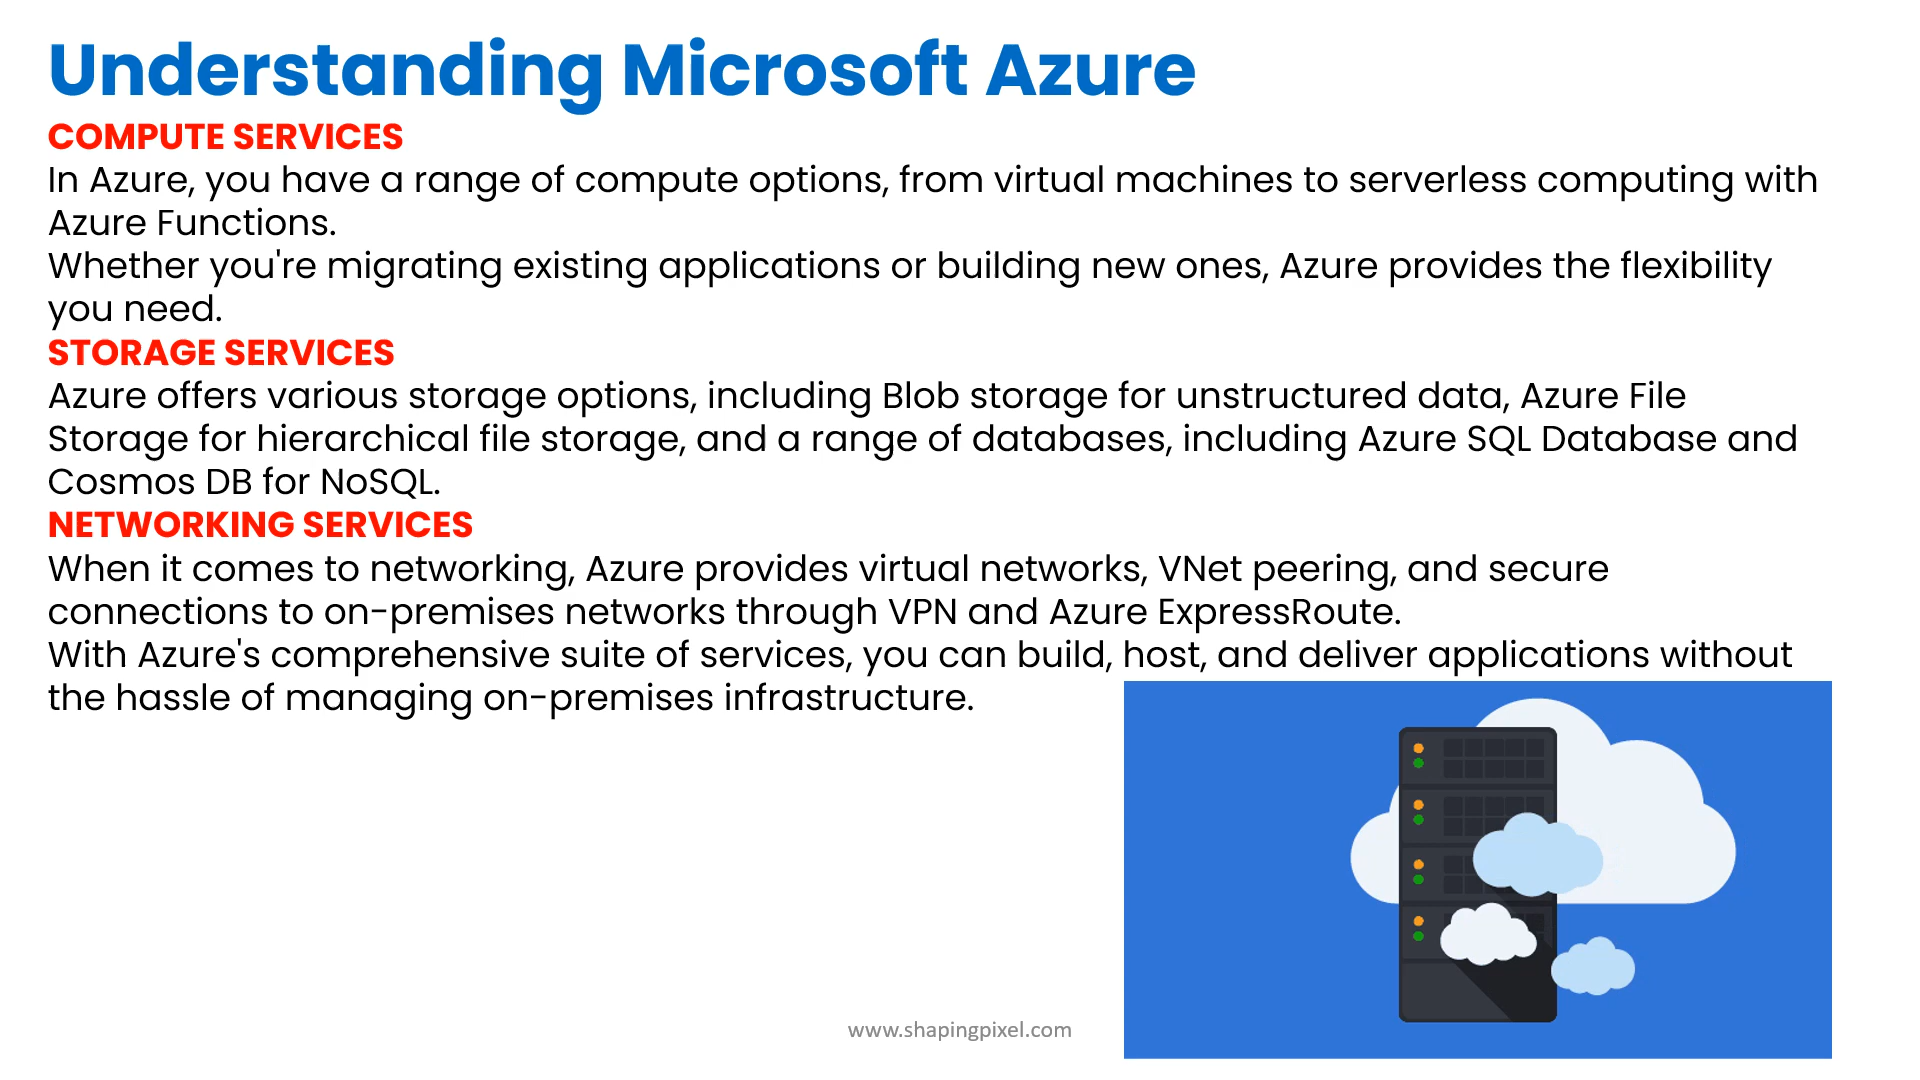 Understanding Microsoft Azure
COMPUTE SERVICES
In Azure, you have a range of compute options, from virtual machines to serverless computing with
Azure Functions.
Whether you're migrating existing applications or building new ones, Azure provides the flexibility
you need.
STORAGE SERVICES
Azure offers various storage options, including Blob storage for unstructured data, Azure File
Storage for hierarchical file storage, and a range of databases, including Azure SQL Database and
Cosmos DB for NoSQL.
NETWORKING SERVICES
When it comes to networking, Azure provides virtual networks, VNet peering, and secure
connections to on-premises networks through VPN and Azure ExpressRoute.
With Azure's comprehensive suite of services, you can build, host, and deliver applications without
the hassle of managing on-premises infrastructure.
www.shapingpixel.com